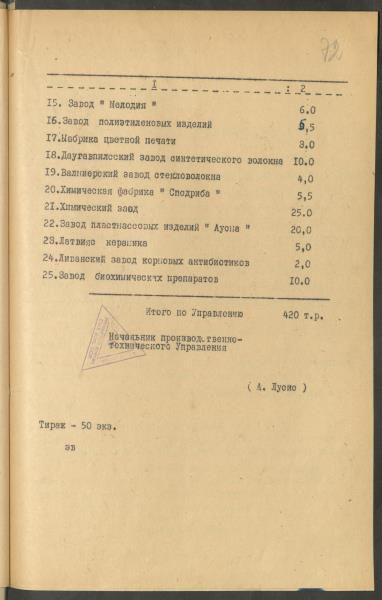 72
I : 2
15. Завод " Мелодия " 6.0
16.Завод полиэтиленовых изделий 6,5
17.Фабрика цветной печати 8.0
18.Даугавпилсский завод синтетического волокна 10.0
19.Валмиерский завод стекловолокна 4,0
20.Химическая фабрика " Сподриба " 5,5
21.Химический завод 25.0
22.Завод пластмассовых изделий " Аусма " 20,0
23.Латвияс керамика 5,0
24.Ливанский завод кормовых антибиотиков 2,0
25.Завод биохимических препаратов 10.0
Итого по Управлению 420 т.р.
Начальник производственно-
технического Управления
( А. Лусис )
Тираж - 50 экз.
эв